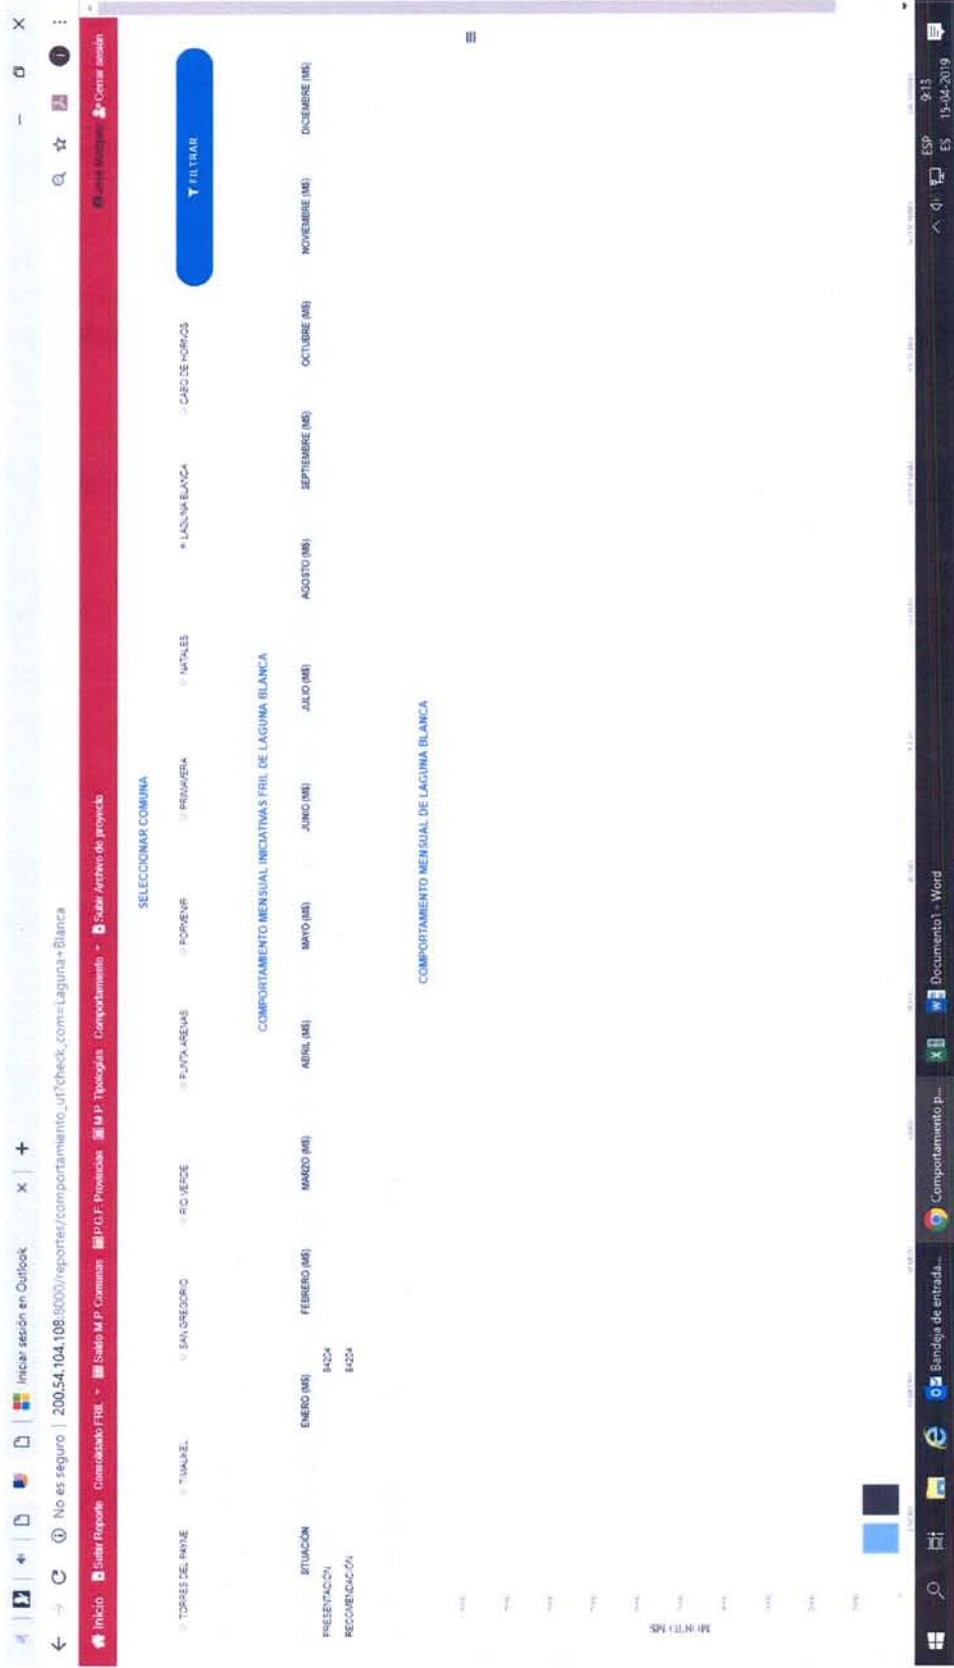 Iniciar sesión en Outlook
No es seguro | 200.54.104.108:8000/reportes/comportamiento_ut?check_com=Laguna+Blanca
Inicio Subir Reporte Consolidado FRIL Saldo M.P. Comunas P.G.F. Provincias M.P. Tipologías Comportamiento Subir Archivo de proyecto Cerrar sesión
SELECCIONAR COMUNA
TORRES DEL PAYNE TIMAUKEL SAN GREGORIO RIO VERDE PUNTA ARENAS PORVENIR PRIMAVERA NATALES LAGUNA BLANCA CABO DE HORNOS FILTRAR
COMPORTAMIENTO MENSUAL INICIATIVAS FRIL DE LAGUNA BLANCA
SITUACIÓN ENERO (M$) FEBRERO (M$) MARZO (M$) ABRIL (M$) MAYO (M$) JUNIO (M$) JULIO (M$) AGOSTO (M$) SEPTIEMBRE (M$) OCTUBRE (M$) NOVIEMBRE (M$) DICIEMBRE (M$)
PRESENTACIÓN 84204
RECOMENDACIÓN 84204
COMPORTAMIENTO MENSUAL DE LAGUNA BLANCA
MONTO M$
Bandeja de entrada... Comportamiento p... Documento1 - Word ESP 9:13
ES 15-04-2019